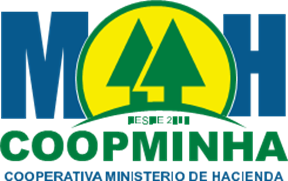 M H
COOPMINHA
COOPERATIVA MINISTERIO DE HACIENDA